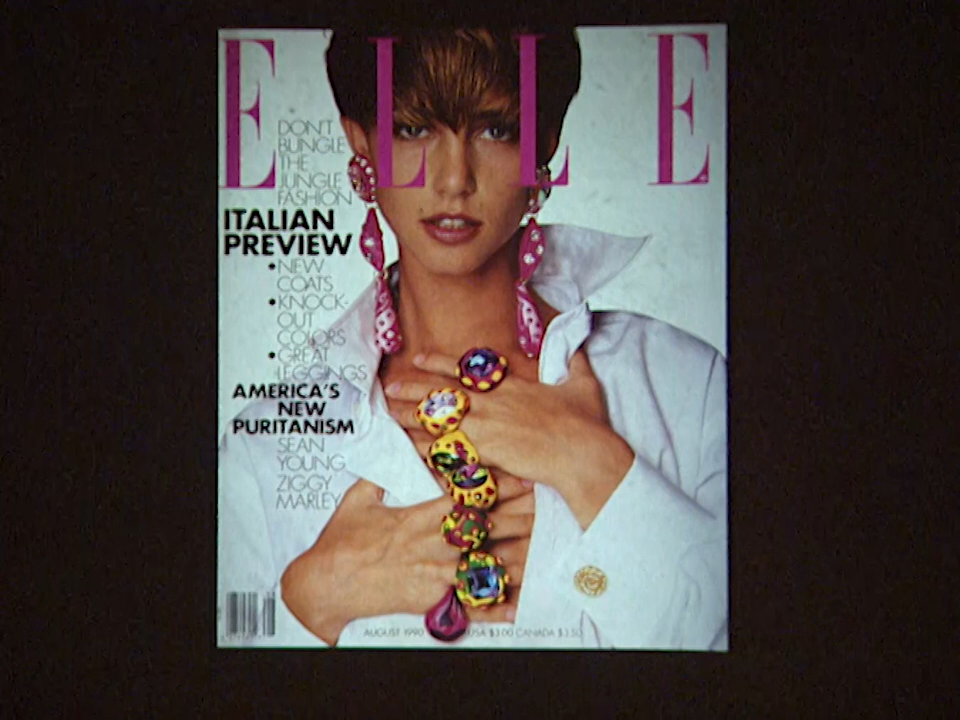 ELLE
DON'T
BUNGLE
THE
JUNGLE
FASHION
ITALIAN
PREVIEW
•NEW
COATS
•KNOCK-
OUT
COLORS
•GREAT
LEGGINGS
AMERICA'S
NEW
PURITANISM
SEAN
YOUNG
ZIGGY
MARLEY
AUGUST 1990 USA $3.00 CANADA $3.50